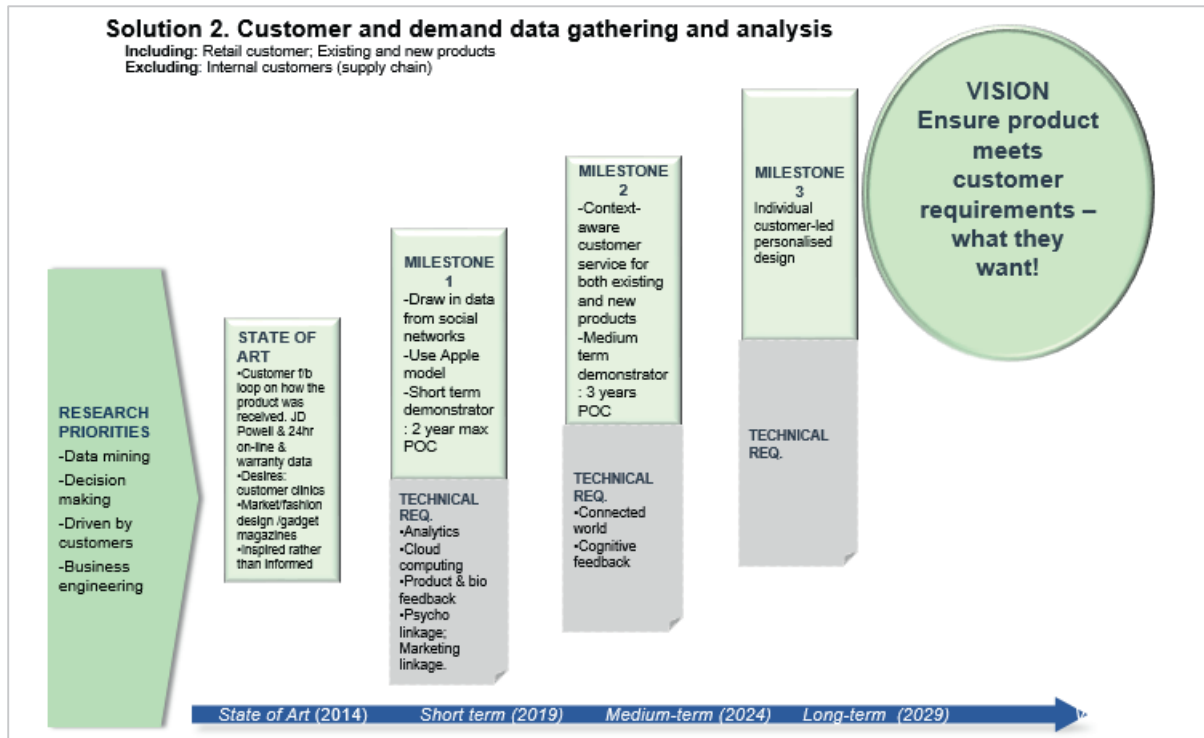 Solution 2. Customer and demand data gathering and analysis
Including: Retail customer; Existing and new products
Excluding: Internal customers (supply chain)
RESEARCH
PRIORITIES
-Data mining
-Decision
making
-Driven by
customers
-Business
engineering
STATE OF
ART
•Customer f/b
loop on how the
product was
received. JD
Powell & 24hr
on-line &
warranty data
•Desires:
customer clinics
•Market/fashion
design /gadget
magazines
•Inspired rather
than informed
MILESTONE
1
-Draw in data
from social
networks
-Use Apple
model
-Short term
demonstrator
: 2 year max
POC
TECHNICAL
REQ.
•Analytics
•Cloud
computing
•Product & bio
feedback
•Psycho
linkage;
Marketing
linkage.
MILESTONE
2
-Context-
aware
customer
service for
both existing
and new
products
-Medium
term
demonstrator
: 3 years
POC
TECHNICAL
REQ.
•Connected
world
•Cognitive
feedback
MILESTONE
3
Individual
customer-led
personalised
design
TECHNICAL
REQ.
VISION
Ensure product
meets
customer
requirements –
what they
want!
State of Art (2014) Short term (2019) Medium-term (2024) Long-term (2029)